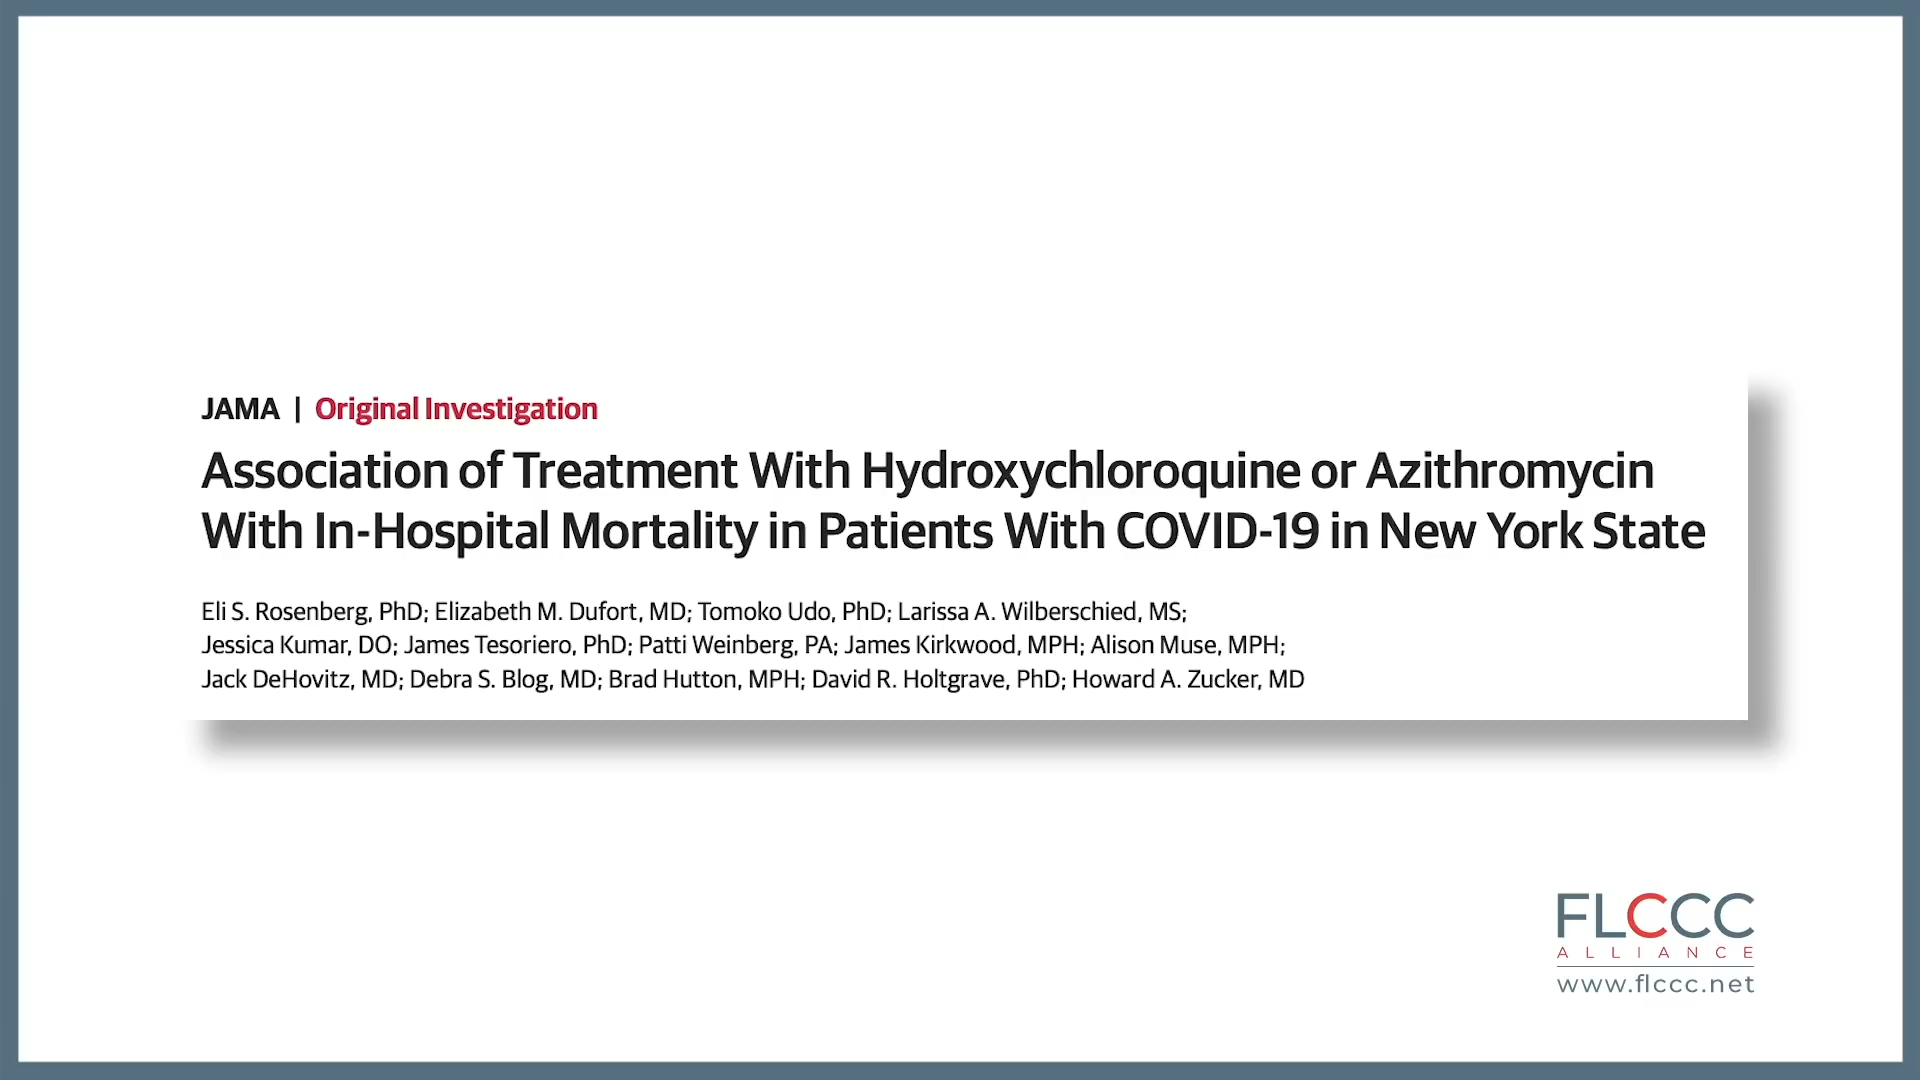 JAMA | Original Investigation
Association of Treatment With Hydroxychloroquine or Azithromycin
With In-Hospital Mortality in Patients With COVID-19 in New York State
Eli S. Rosenberg, PhD; Elizabeth M. Dufort, MD; Tomoko Udo, PhD; Larissa A. Wilberschied, MS;
Jessica Kumar, DO; James Tesoriero, PhD; Patti Weinberg, PA; James Kirkwood, MPH; Alison Muse, MPH;
Jack DeHovitz, MD; Debra S. Blog, MD; Brad Hutton, MPH; David R. Holtgrave, PhD; Howard A. Zucker, MD
FLCCC
ALLIANCE
www.flccc.net